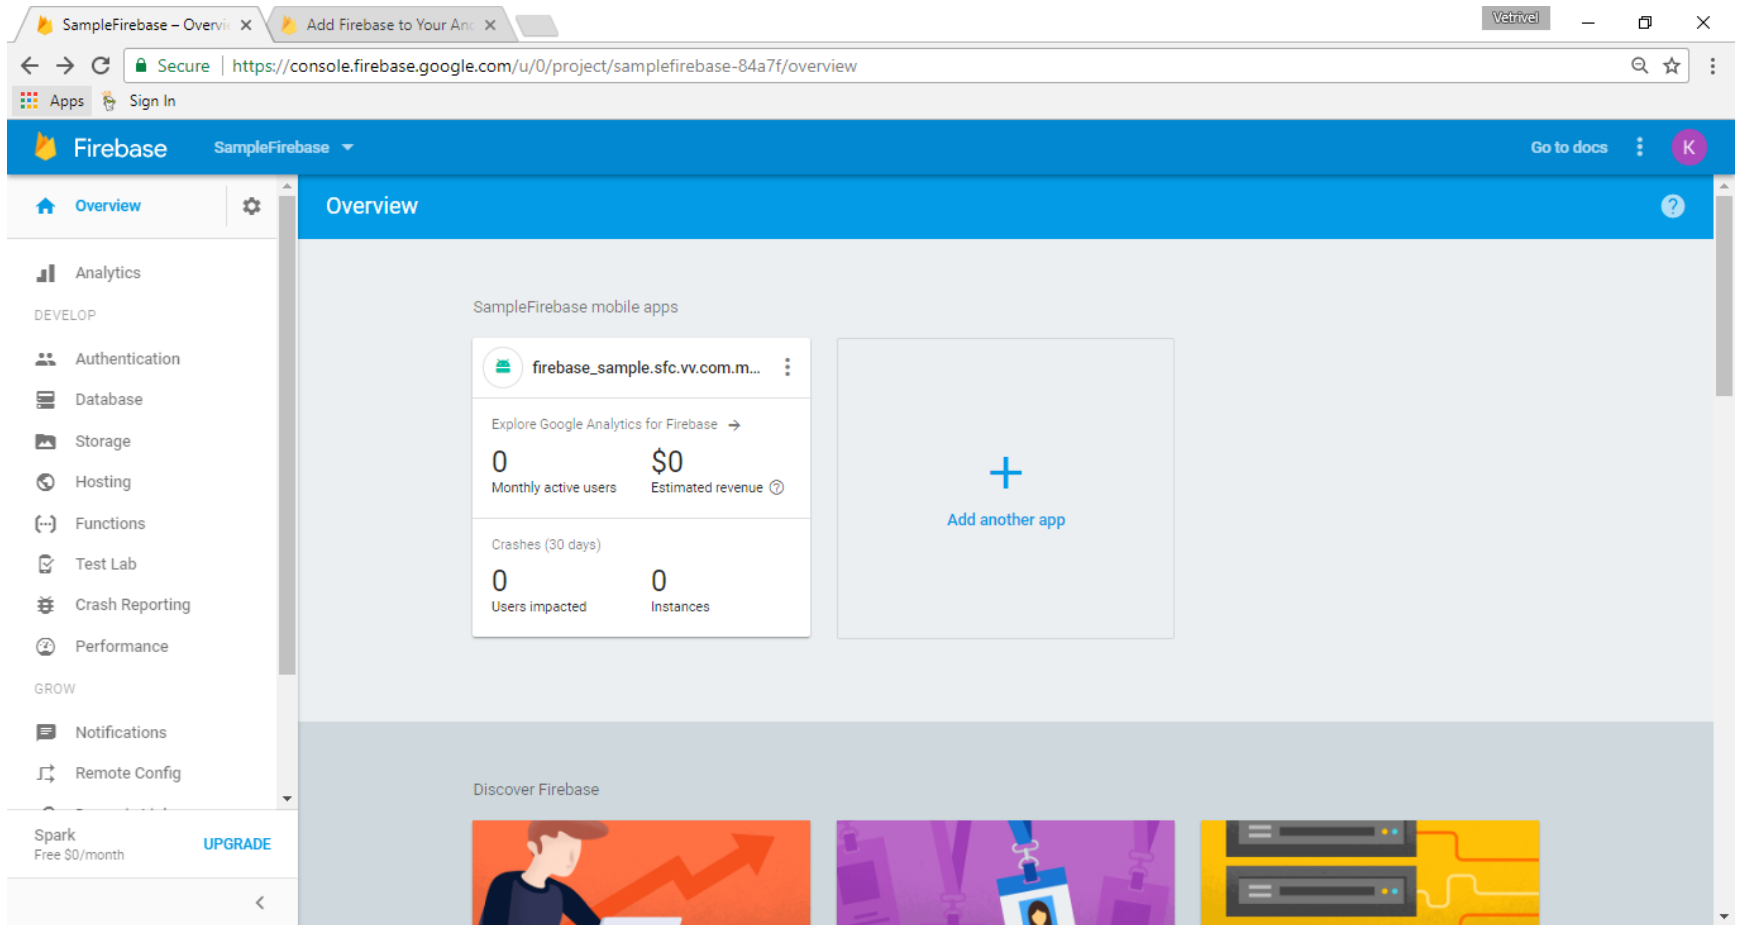 SampleFirebase – Overvi
Add Firebase to Your And
Vetrivel
Secure
https://console.firebase.google.com/u/0/project/samplefirebase-84a7f/overview
Apps
Sign In
Firebase
SampleFirebase
Go to docs
K
Overview
Overview
?
Analytics
DEVELOP
Authentication
Database
Storage
Hosting
Functions
Test Lab
Crash Reporting
Performance
GROW
Notifications
Remote Config
Spark
Free $0/month
UPGRADE
SampleFirebase mobile apps
firebase_sample.sfc.vv.com.m...
Explore Google Analytics for Firebase
0
$0
Monthly active users
Estimated revenue ?
Crashes (30 days)
0
0
Users impacted
Instances
Add another app
Discover Firebase